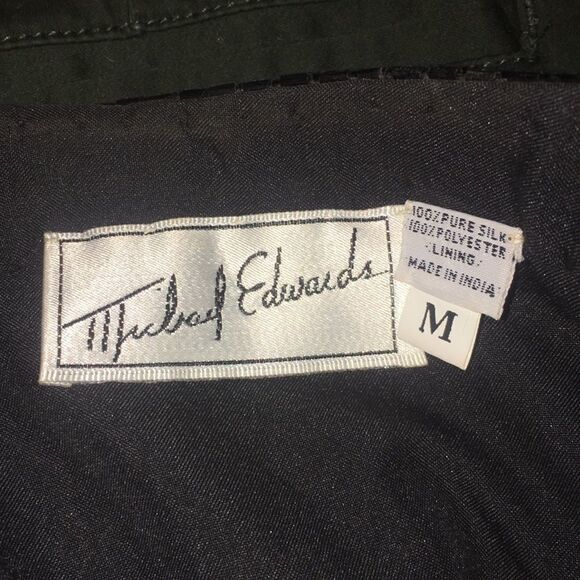 Michael Edwards
100% PURE SILK
100% POLYESTER
(LINING)
MADE IN INDIA
M